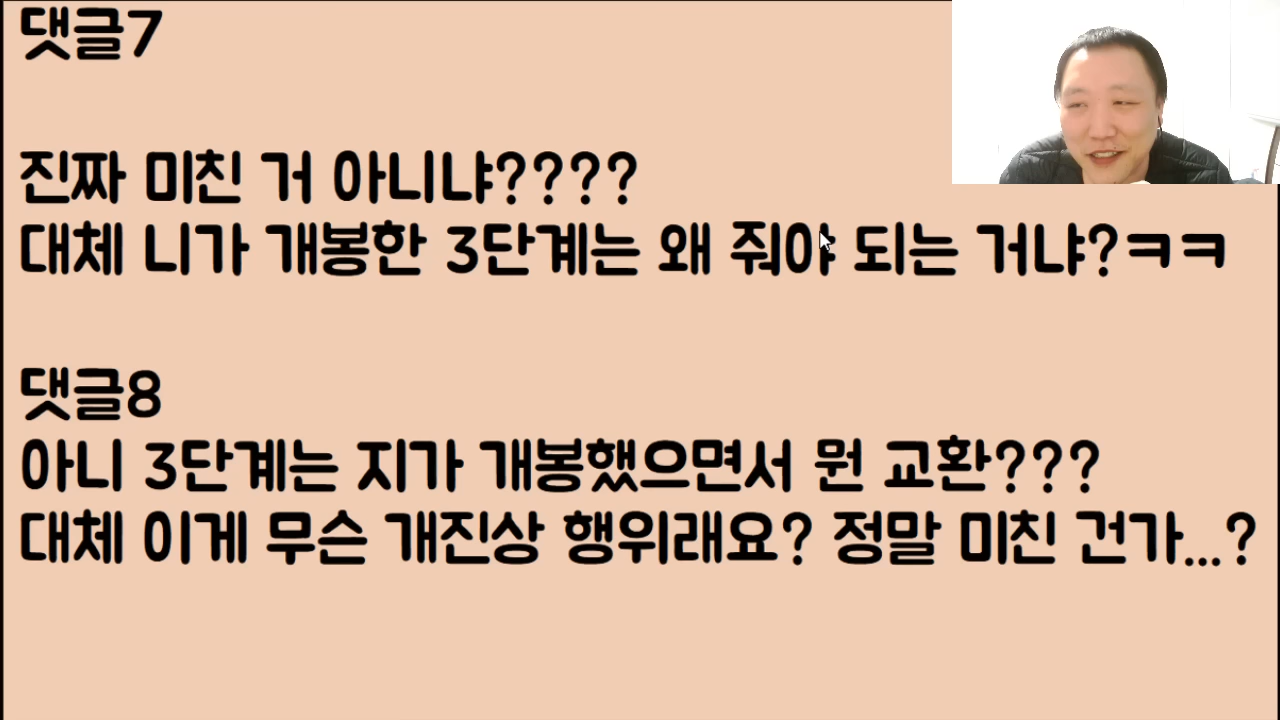 댓글7
진짜 미친 거 아니냐????
대체 니가 개봉한 3단계는 왜 줘야 되는 거냐?ㅋㅋ
댓글8
아니 3단계는 지가 개봉했으면서 뭔 교환???
대체 이게 무슨 개진상 행위래요? 정말 미친 건가...?